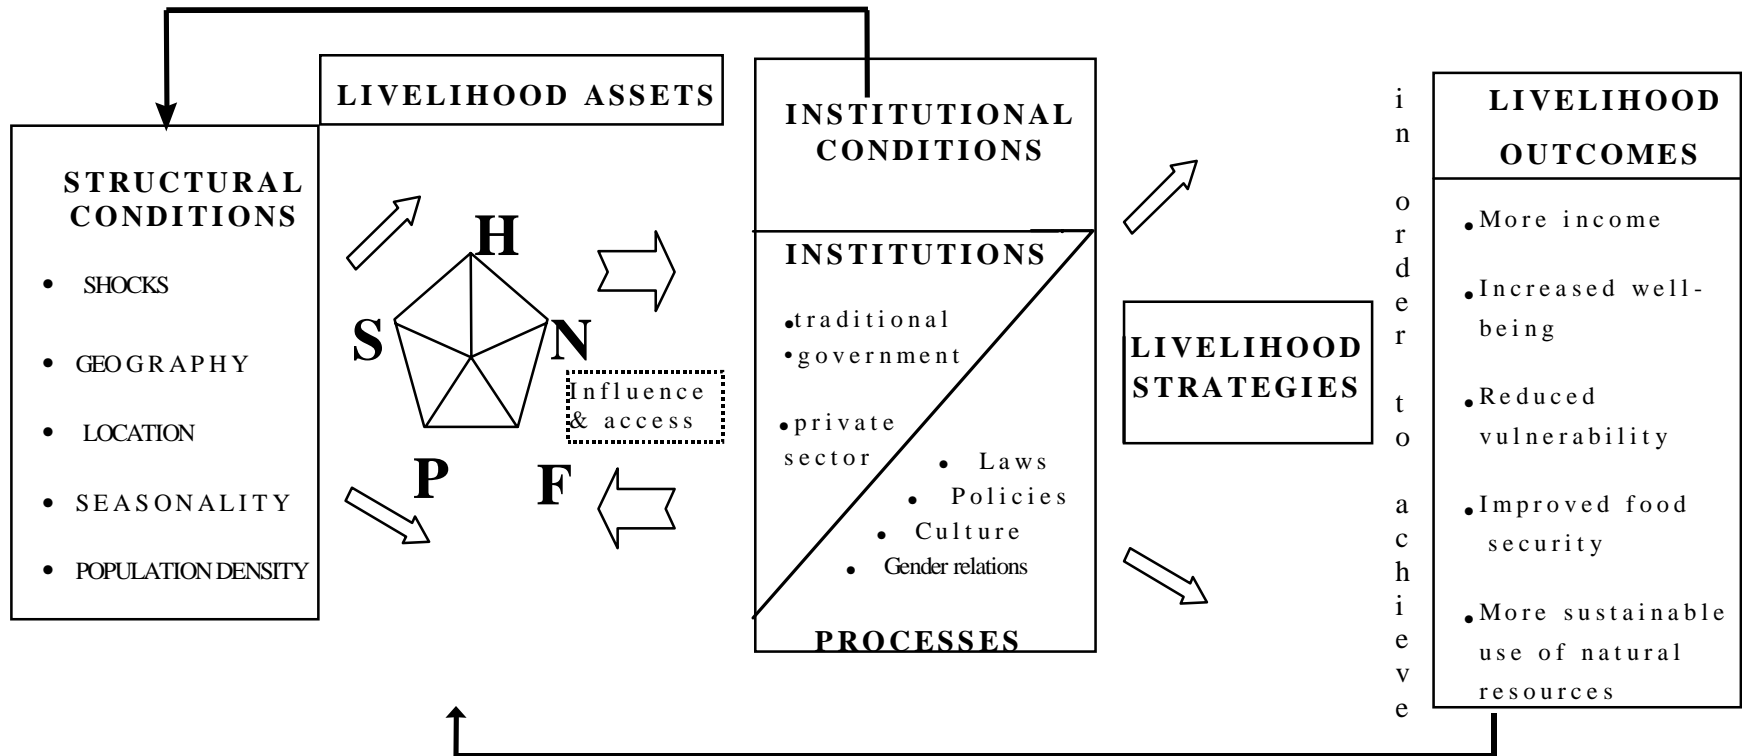 LIVELIHOOD ASSETS
STRUCTURAL
CONDITIONS
• SHOCKS
• GEOGRAPHY
• LOCATION
• SEASONALITY
• POPULATION DENSITY
H
S
N
P
F
Influence
& access
INSTITUTIONAL
CONDITIONS
INSTITUTIONS
•traditional
•government
•private
sector
• Laws
• Policies
• Culture
• Gender relations
PROCESSES
LIVELIHOOD
STRATEGIES
in order to achieve
LIVELIHOOD
OUTCOMES
•More income
•Increased well-
being
•Reduced
vulnerability
•Improved food
security
•More sustainable
use of natural
resources